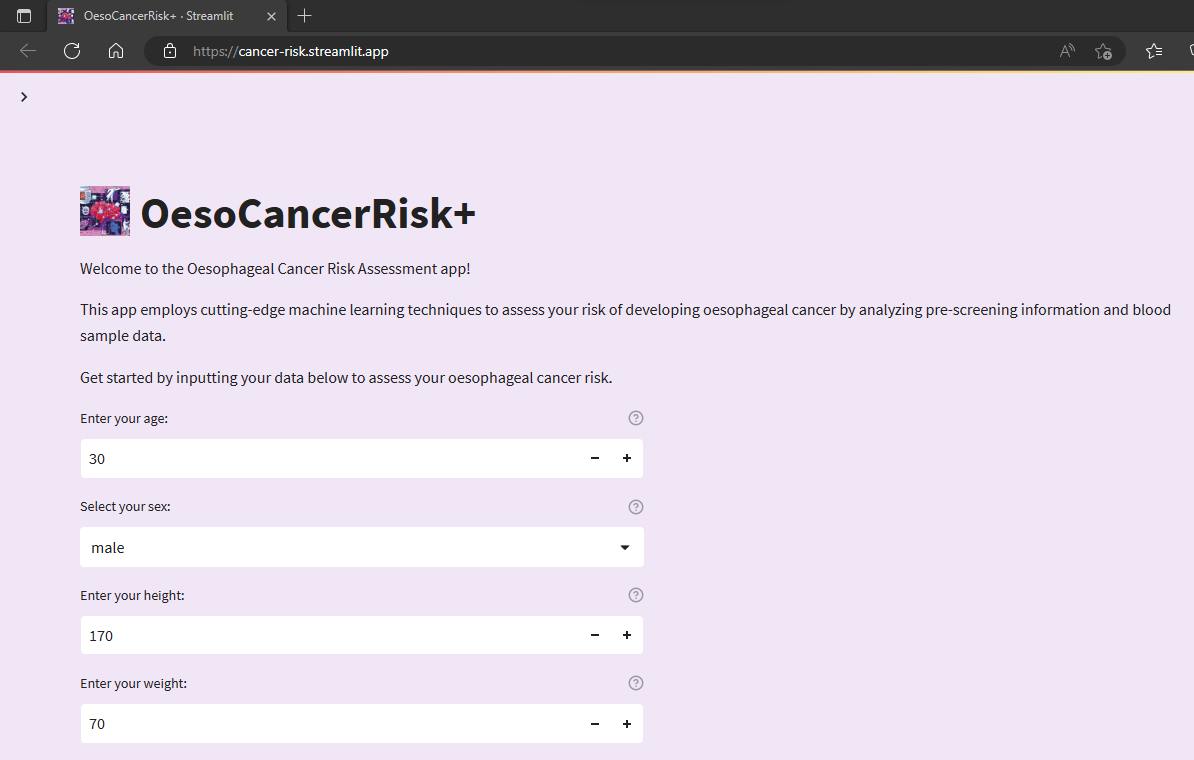 OesoCancerRisk+ · Streamlit
https://cancer-risk.streamlit.app
OesoCancerRisk+
Welcome to the Oesophageal Cancer Risk Assessment app!
This app employs cutting-edge machine learning techniques to assess your risk of developing oesophageal cancer by analyzing pre-screening information and blood
sample data.
Get started by inputting your data below to assess your oesophageal cancer risk.
Enter your age:
30
Select your sex:
male
Enter your height:
170
Enter your weight:
70